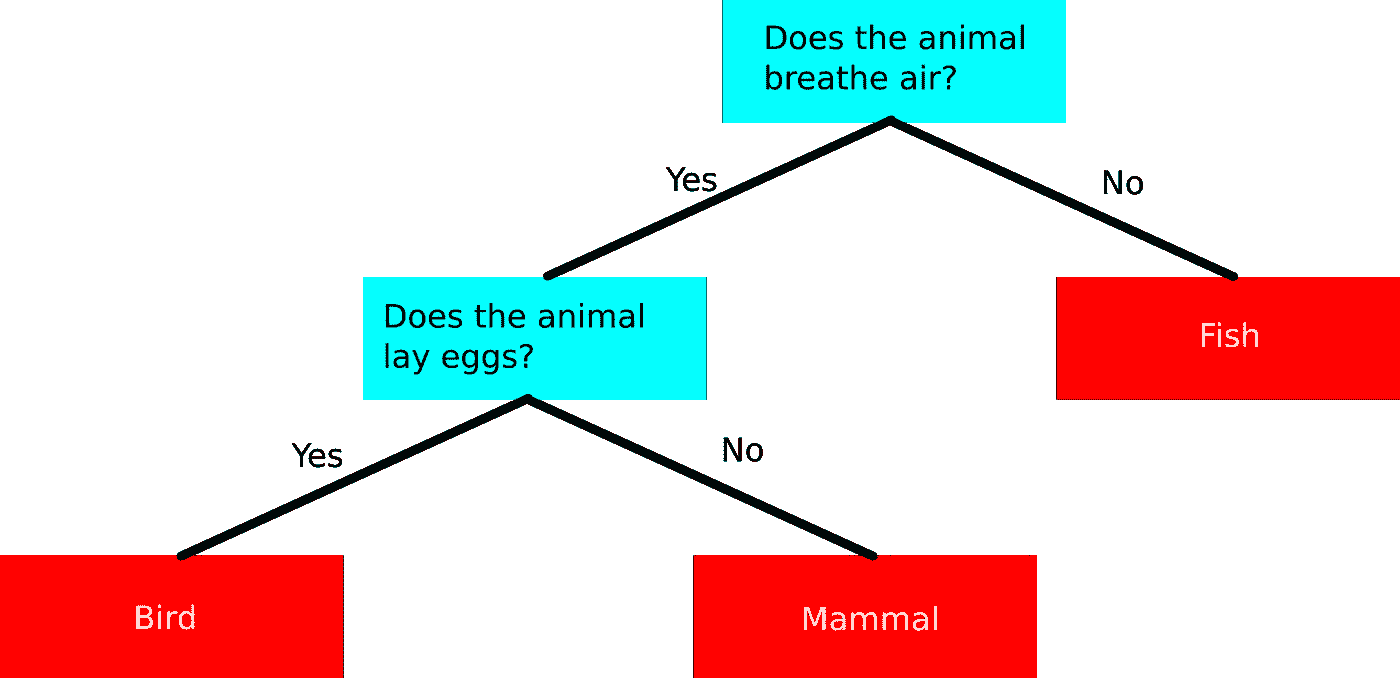 Does the animal
breathe air?
Yes
No
Does the animal
lay eggs?
Fish
Yes
No
Bird
Mammal